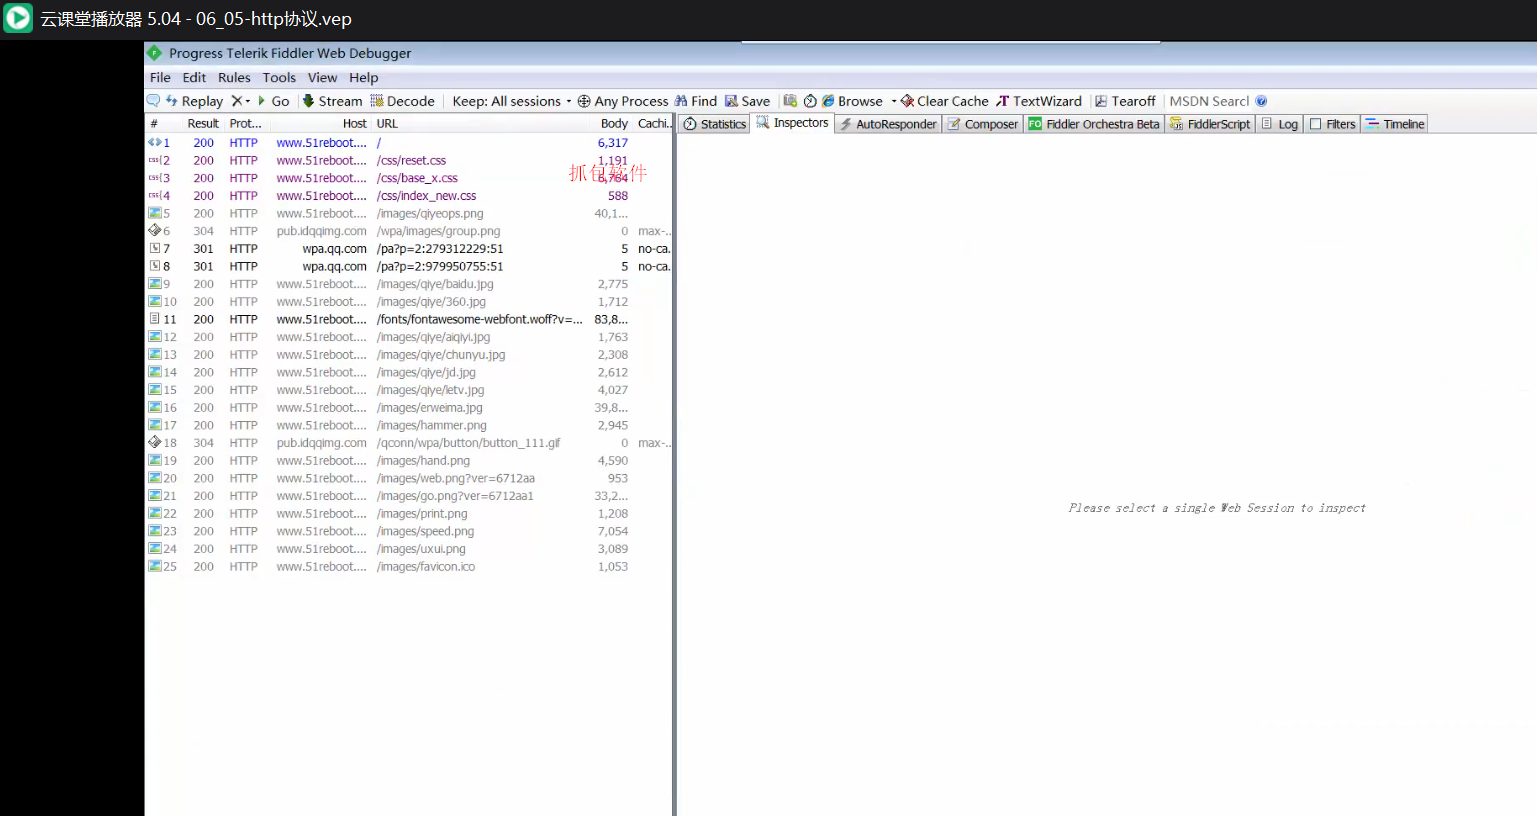 云课堂播放器 5.04 - 06_05-http协议.vep
Progress Telerik Fiddler Web Debugger
File Edit Rules Tools View Help
Replay Go Stream Decode Keep: All sessions Any Process Find Save Browse Clear Cache TextWizard Tearoff MSDN Searcl
# Result Prot... Host URL Body Cachi... Statistics Inspectors AutoResponder Composer FO Fiddler Orchestra Beta FiddlerScript Log Filters Timeline
1 200 HTTP www.51reboot.... / 6,317
2 200 HTTP www.51reboot.... /css/reset.css 1,191
抓包软件
3 200 HTTP www.51reboot.... /css/base_x.css 6,764
4 200 HTTP www.51reboot.... /css/index_new.css 588
5 200 HTTP www.51reboot.... /images/qiyeops.png 40,1...
6 304 HTTP pub.idqqimg.com /wpa/images/group.png 0 max-...
7 301 HTTP wpa.qq.com /pa?p=2:279312229:51 5 no-ca...
8 301 HTTP wpa.qq.com /pa?p=2:979950755:51 5 no-ca...
9 200 HTTP www.51reboot.... /images/qiye/baidu.jpg 2,775
10 200 HTTP www.51reboot.... /images/qiye/360.jpg 1,712
11 200 HTTP www.51reboot.... /fonts/fontawesome-webfont.woff?v=... 83,8...
12 200 HTTP www.51reboot.... /images/qiye/aiqiyi.jpg 1,763
13 200 HTTP www.51reboot.... /images/qiye/chunyu.jpg 2,308
14 200 HTTP www.51reboot.... /images/qiye/jd.jpg 2,612
15 200 HTTP www.51reboot.... /images/qiye/letv.jpg 4,027
16 200 HTTP www.51reboot.... /images/erweima.jpg 39,8...
17 200 HTTP www.51reboot.... /images/hammer.png 2,945
18 304 HTTP pub.idqqimg.com /qconn/wpa/button/button_111.gif 0 max-...
19 200 HTTP www.51reboot.... /images/hand.png 4,590
20 200 HTTP www.51reboot.... /images/web.png?ver=6712aa 953
21 200 HTTP www.51reboot.... /images/go.png?ver=6712aa1 33,2...
22 200 HTTP www.51reboot.... /images/print.png 1,208
23 200 HTTP www.51reboot.... /images/speed.png 7,054
24 200 HTTP www.51reboot.... /images/uxui.png 3,089
25 200 HTTP www.51reboot.... /images/favicon.ico 1,053
Please select a single Web Session to inspect